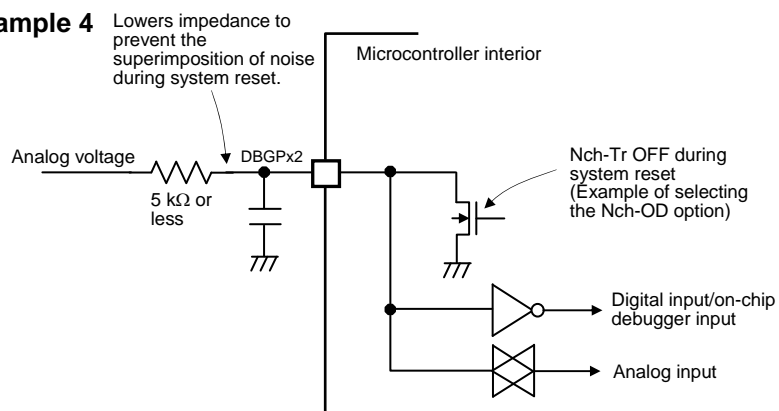 ample 4
Lowers impedance to
prevent the
superimposition of noise
during system reset.
Microcontroller interior
Analog voltage
DBGPx2
5 kΩ or
less
Nch-Tr OFF during
system reset
(Example of selecting
the Nch-OD option)
Digital input/on-chip
debugger input
Analog input